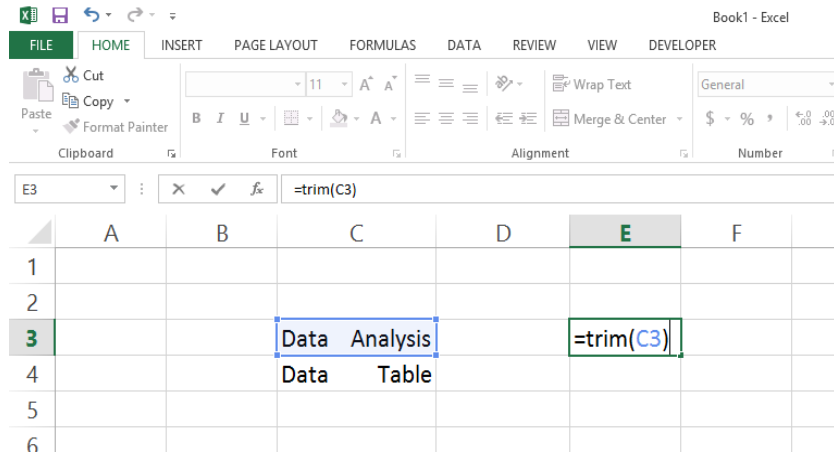 Book1 - Excel
FILE HOME INSERT PAGE LAYOUT FORMULAS DATA REVIEW VIEW DEVELOPER
Paste
Cut
Copy
Format Painter
11 A A Wrap Text General
B I U A Merge & Center $ % ,
Clipboard Font Alignment Number
E3 fx =trim(C3)
A B C D E F
1
2
3 Data Analysis =trim(C3)
4 Data Table
5
6